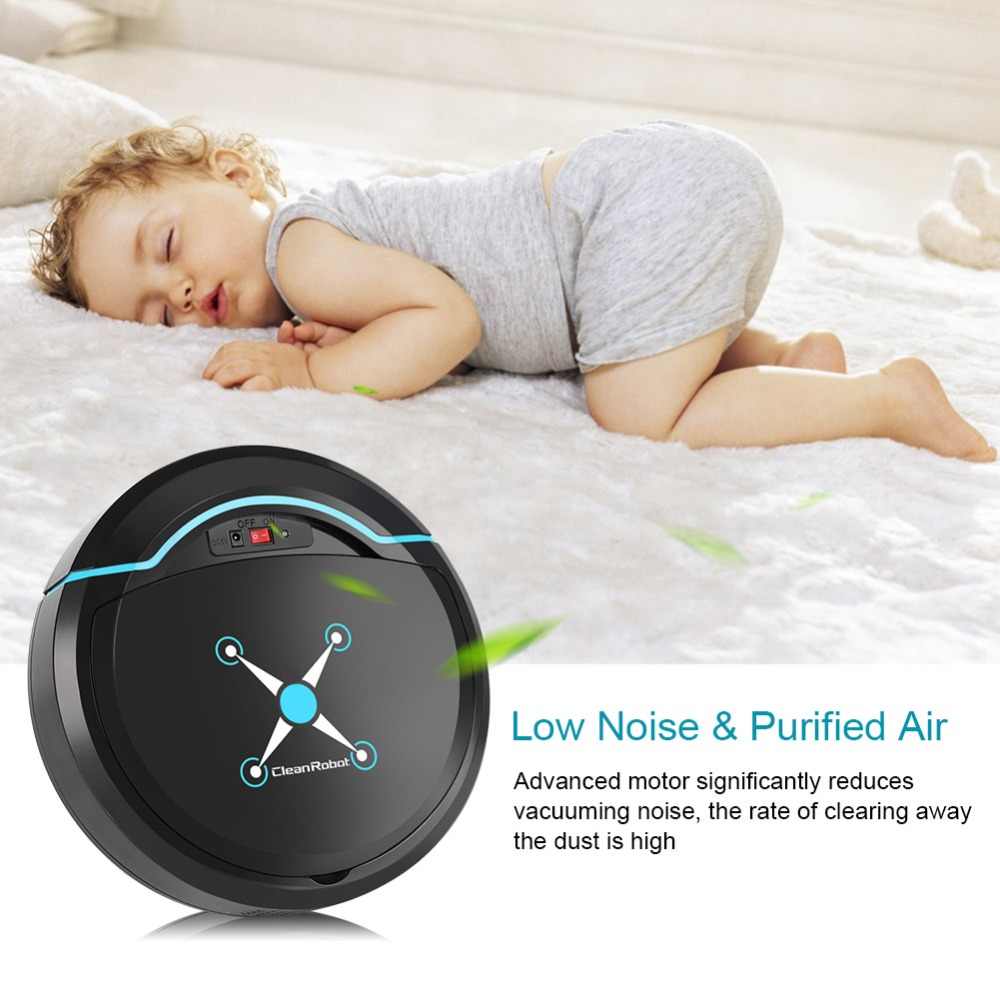 OFF ON
CleanRobot
Low Noise & Purified Air
Advanced motor significantly reduces
vacuuming noise, the rate of clearing away
the dust is high